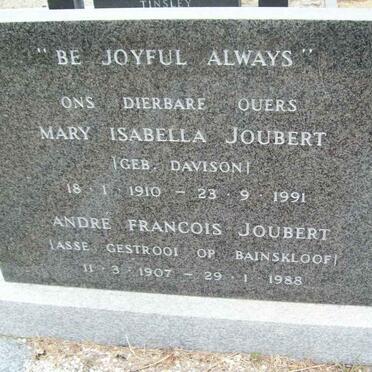 TINSLEY
"BE JOYFUL ALWAYS"
ONS DIERBARE OUERS
MARY ISABELLA JOUBERT
[GEB. DAVISON]
18 · 1 · 1910 – 23 · 9 · 1991
ANDRE FRANCOIS JOUBERT
[ASSE GESTROOI OP BAINSKLOOF]
11 · 3 · 1907 – 29 · 1 · 1988